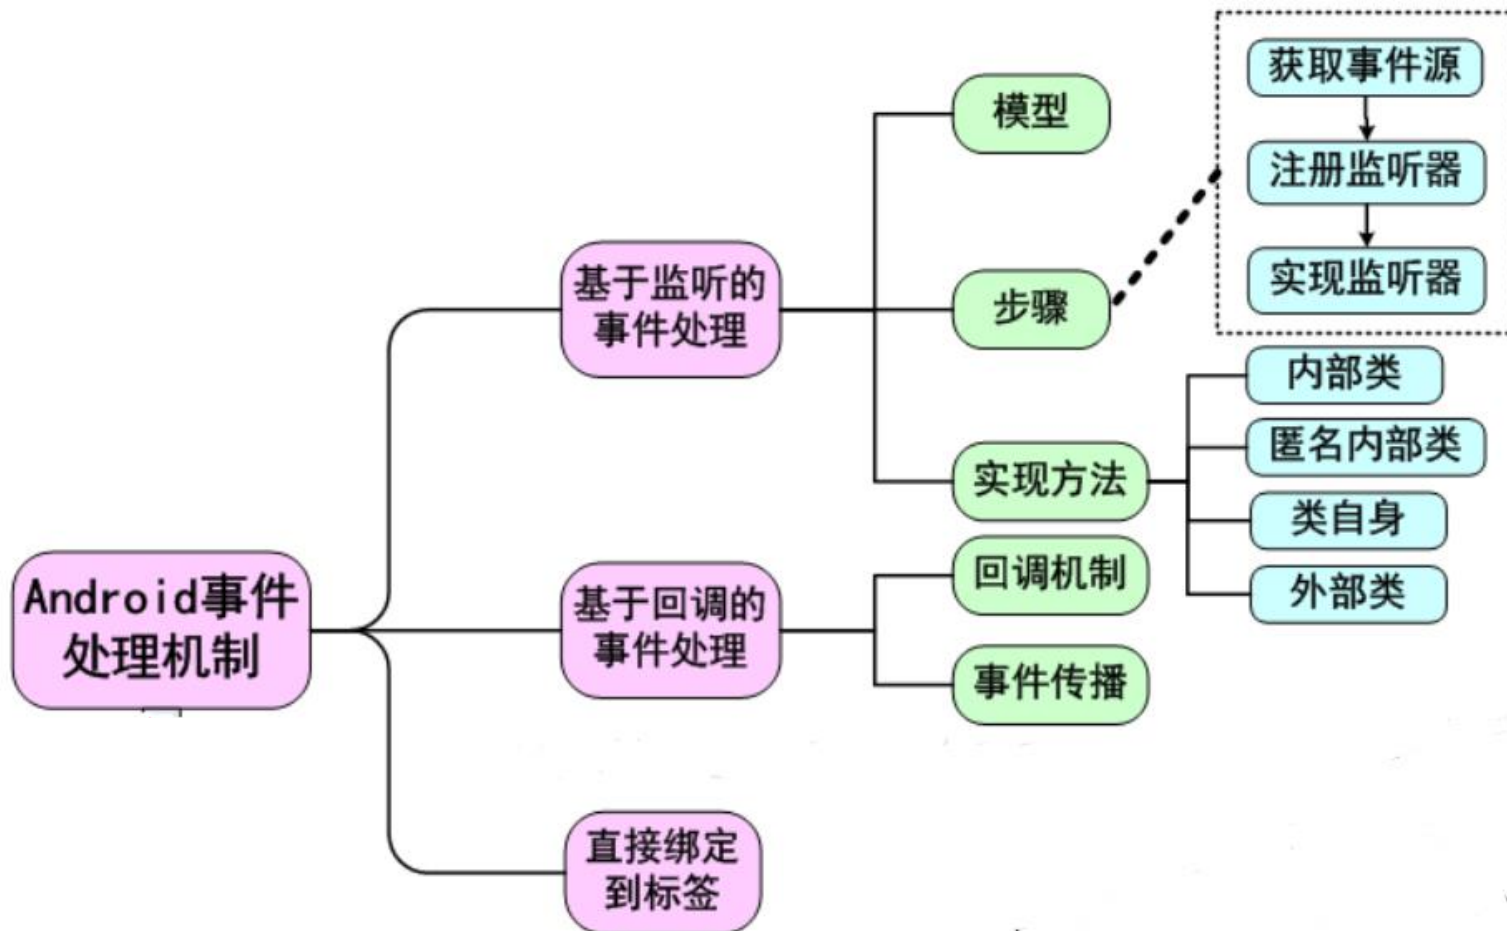 Android事件
处理机制
基于监听的
事件处理
模型
步骤
获取事件源
注册监听器
实现监听器
实现方法
内部类
匿名内部类
类自身
外部类
基于回调的
事件处理
回调机制
事件传播
直接绑定
到标签